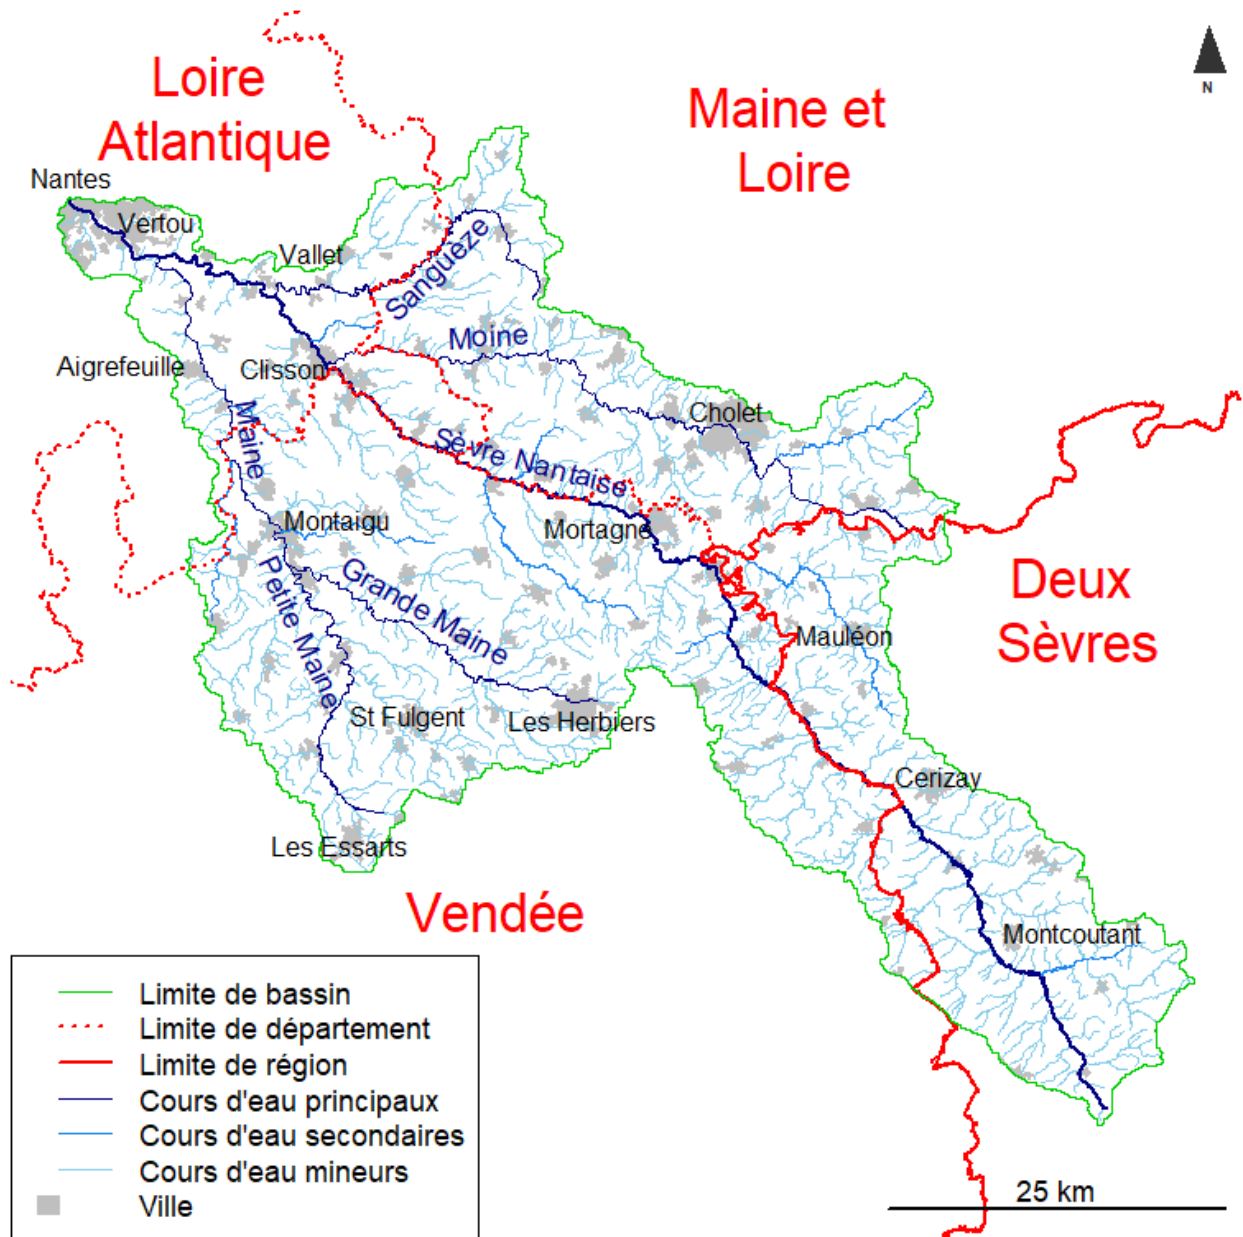 Loire
Atlantique
Maine et
Loire
N
Nantes
Vertou
Vallet
Sanguèze
Moine
Aigrefeuille
Clisson
Cholet
Maine
Sèvre Nantaise
Montaigu
Mortagne
Petite Maine
Grande Maine
Deux
Sèvres
Mauléon
St Fulgent
Les Herbiers
Cerizay
Les Essarts
Vendée
Montcoutant
Limite de bassin
Limite de département
Limite de région
Cours d'eau principaux
Cours d'eau secondaires
Cours d'eau mineurs
Ville
25 km